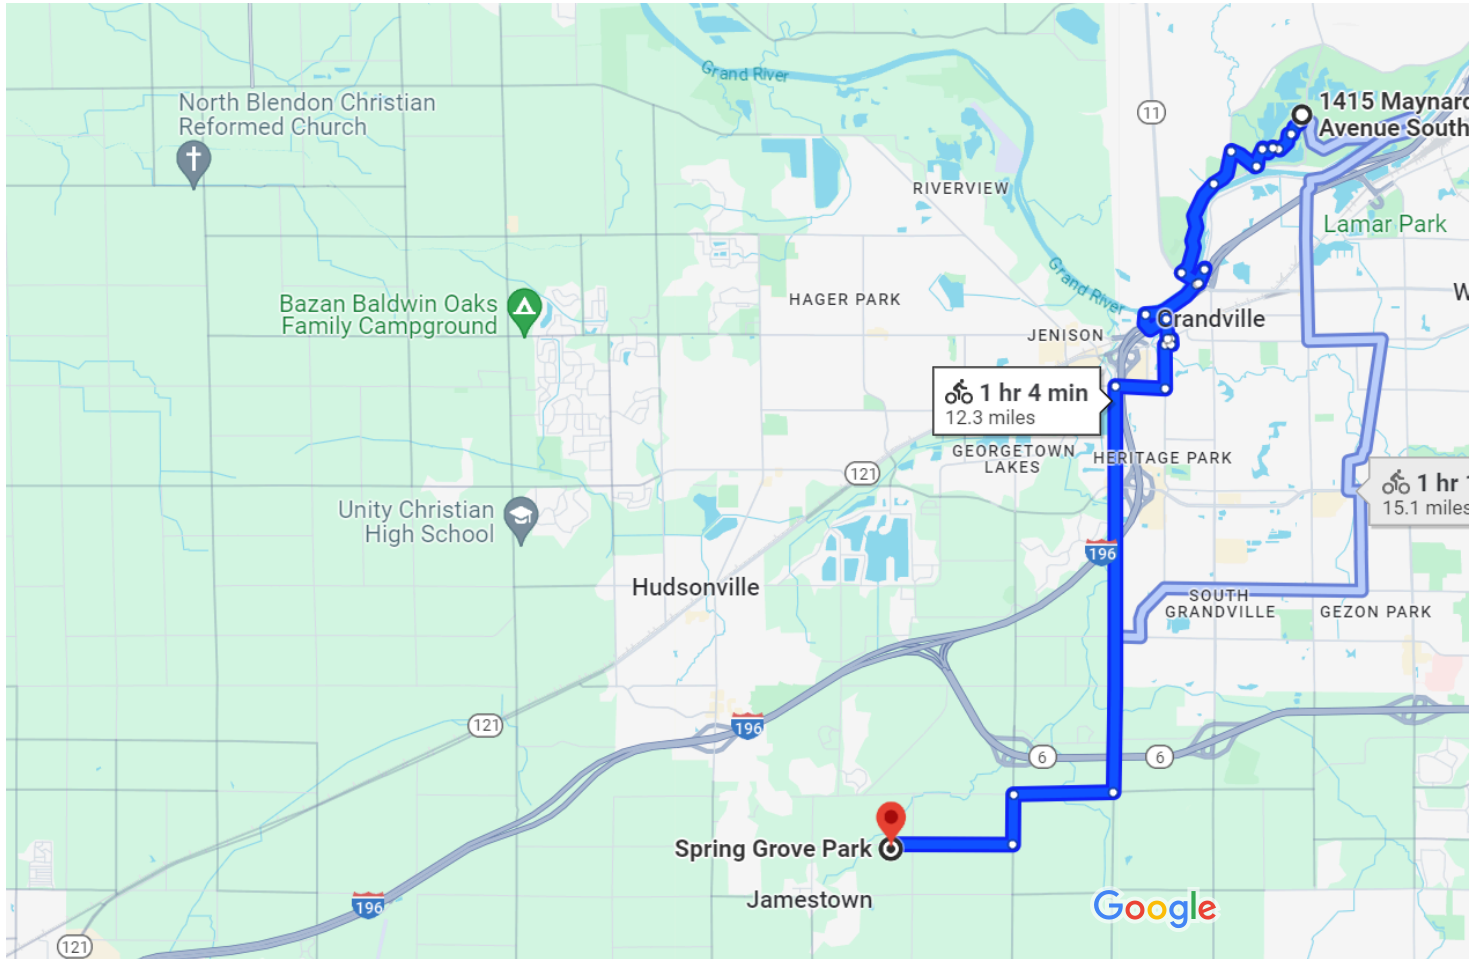 Grand River
North Blendon Christian
Reformed Church
11
1415 Maynard
Avenue South
RIVERVIEW
Lamar Park
Grand River
Bazan Baldwin Oaks
Family Campground
HAGER PARK
W
Grandville
JENISON
1 hr 4 min
12.3 miles
GEORGETOWN
LAKES
HERITAGE PARK
121
1 hr 1
15.1 miles
Unity Christian
High School
196
Hudsonville
SOUTH
GRANDVILLE
GEZON PARK
121
196
6
6
Spring Grove Park
Jamestown
196
Google
121